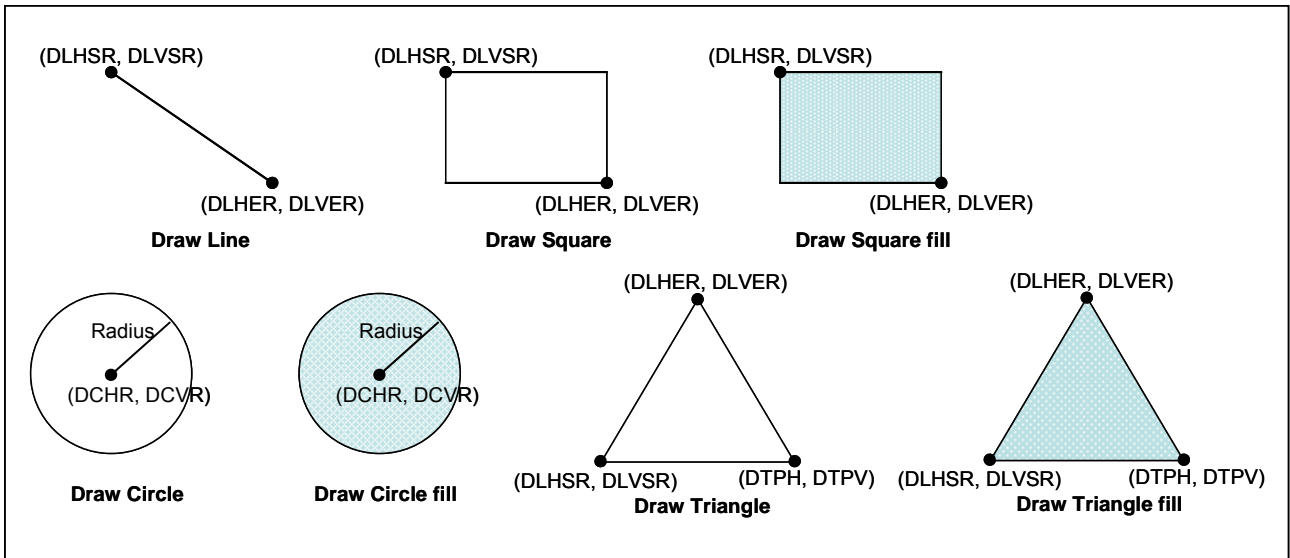 (DLHSR, DLVSR)
(DLHER, DLVER)
Draw Line
(DLHSR, DLVSR)
(DLHER, DLVER)
Draw Square
(DLHSR, DLVSR)
(DLHER, DLVER)
Draw Square fill
Radius
(DCHR, DCVR)
Draw Circle
Radius
(DCHR, DCVR)
Draw Circle fill
(DLHER, DLVER)
(DLHSR, DLVSR)
(DTPH, DTPV)
Draw Triangle
(DLHER, DLVER)
(DLHSR, DLVSR)
(DTPH, DTPV)
Draw Triangle fill